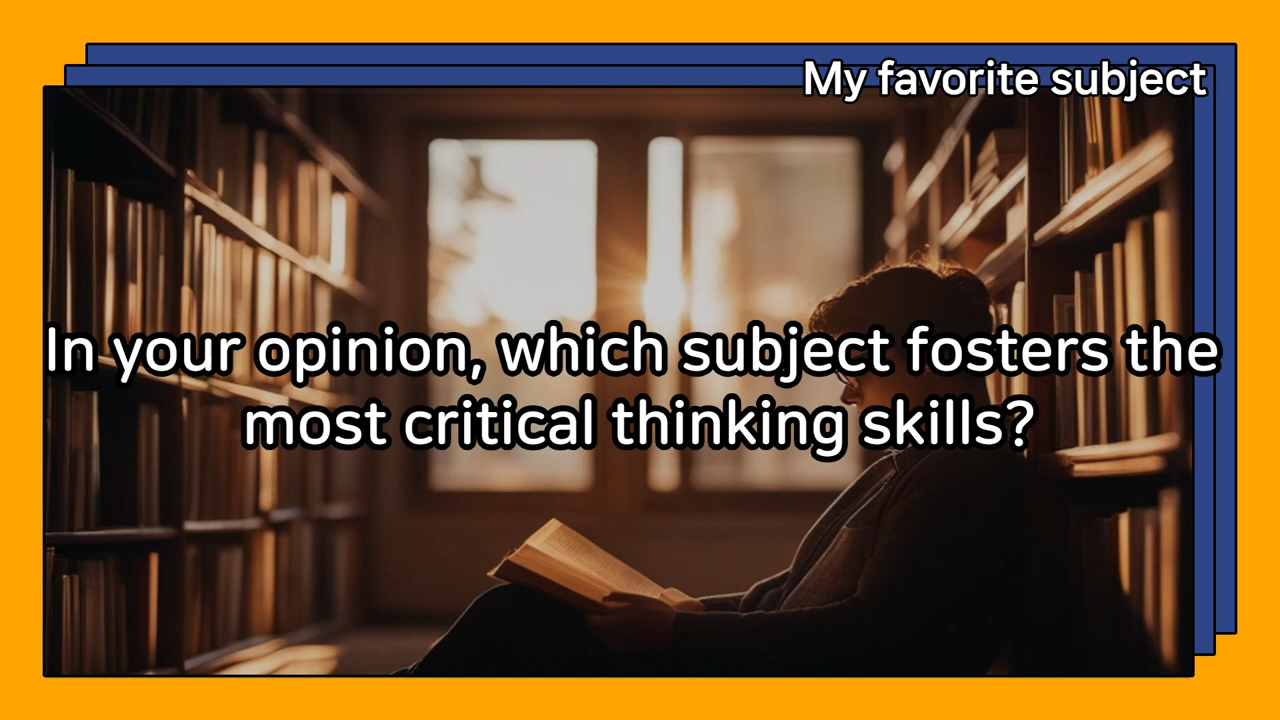 My favorite subject
In your opinion, which subject fosters the
most critical thinking skills?